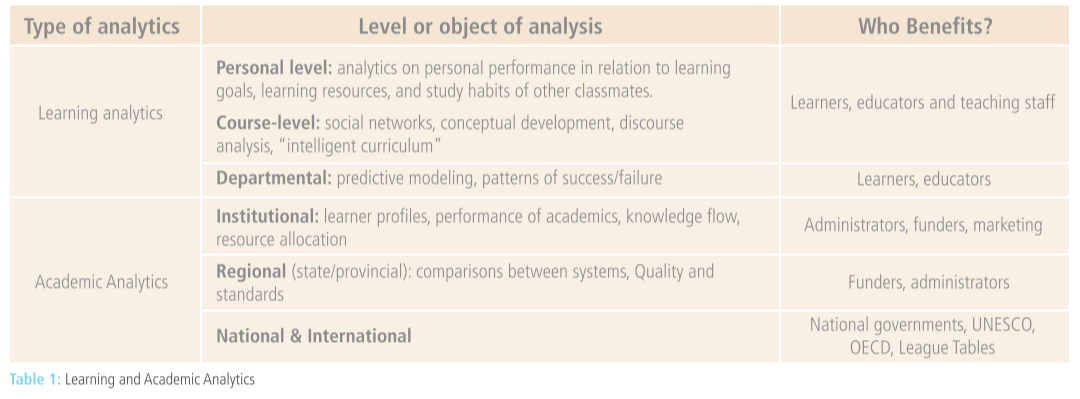 Type of analytics
Level or object of analysis
Who Benefits?
Learning analytics
Personal level: analytics on personal performance in relation to learning
goals, learning resources, and study habits of other classmates.
Course-level: social networks, conceptual development, discourse
analysis, “intelligent curriculum”
Learners, educators and teaching staff
Departmental: predictive modeling, patterns of success/failure
Learners, educators
Academic Analytics
Institutional: learner profiles, performance of academics, knowledge flow,
resource allocation
Administrators, funders, marketing
Regional (state/provincial): comparisons between systems, Quality and
standards
Funders, administrators
National & International
National governments, UNESCO,
OECD, League Tables
Table 1: Learning and Academic Analytics